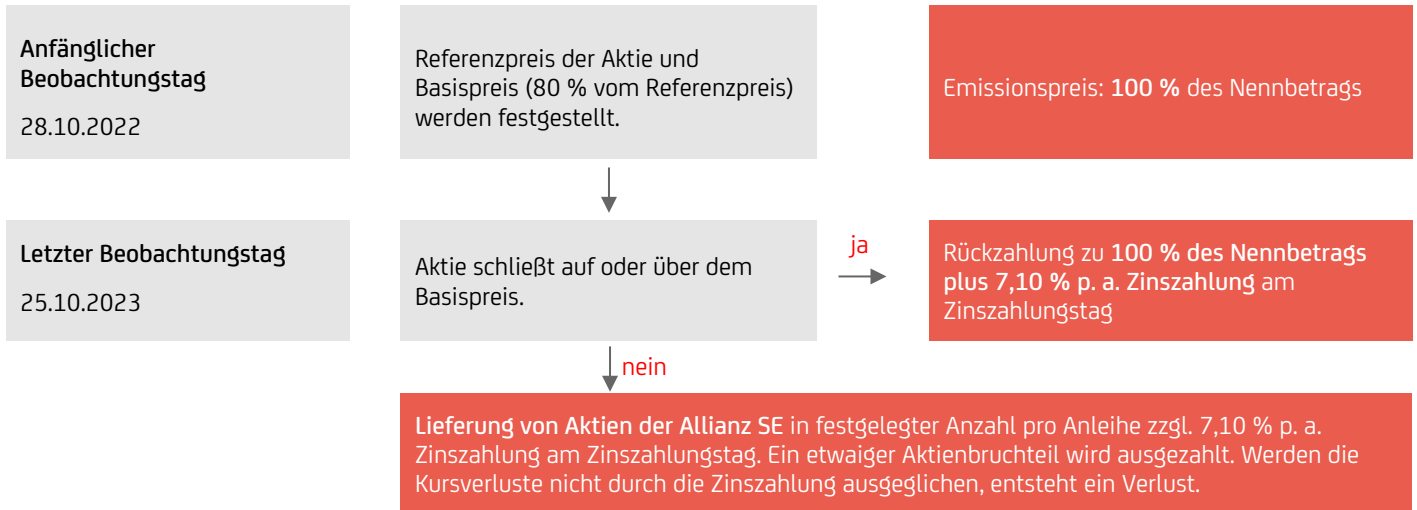 Anfänglicher
Beobachtungstag
28.10.2022
Referenzpreis der Aktie und
Basispreis (80 % vom Referenzpreis)
werden festgestellt.
Emissionspreis: 100 % des Nennbetrags
Letzter Beobachtungstag
25.10.2023
Aktie schließt auf oder über dem
Basispreis.
ja
Rückzahlung zu 100 % des Nennbetrags
plus 7,10 % p. a. Zinszahlung am
Zinszahlungstag
nein
Lieferung von Aktien der Allianz SE in festgelegter Anzahl pro Anleihe zzgl. 7,10 % p. a.
Zinszahlung am Zinszahlungstag. Ein etwaiger Aktienbruchteil wird ausgezahlt. Werden die
Kursverluste nicht durch die Zinszahlung ausgeglichen, entsteht ein Verlust.